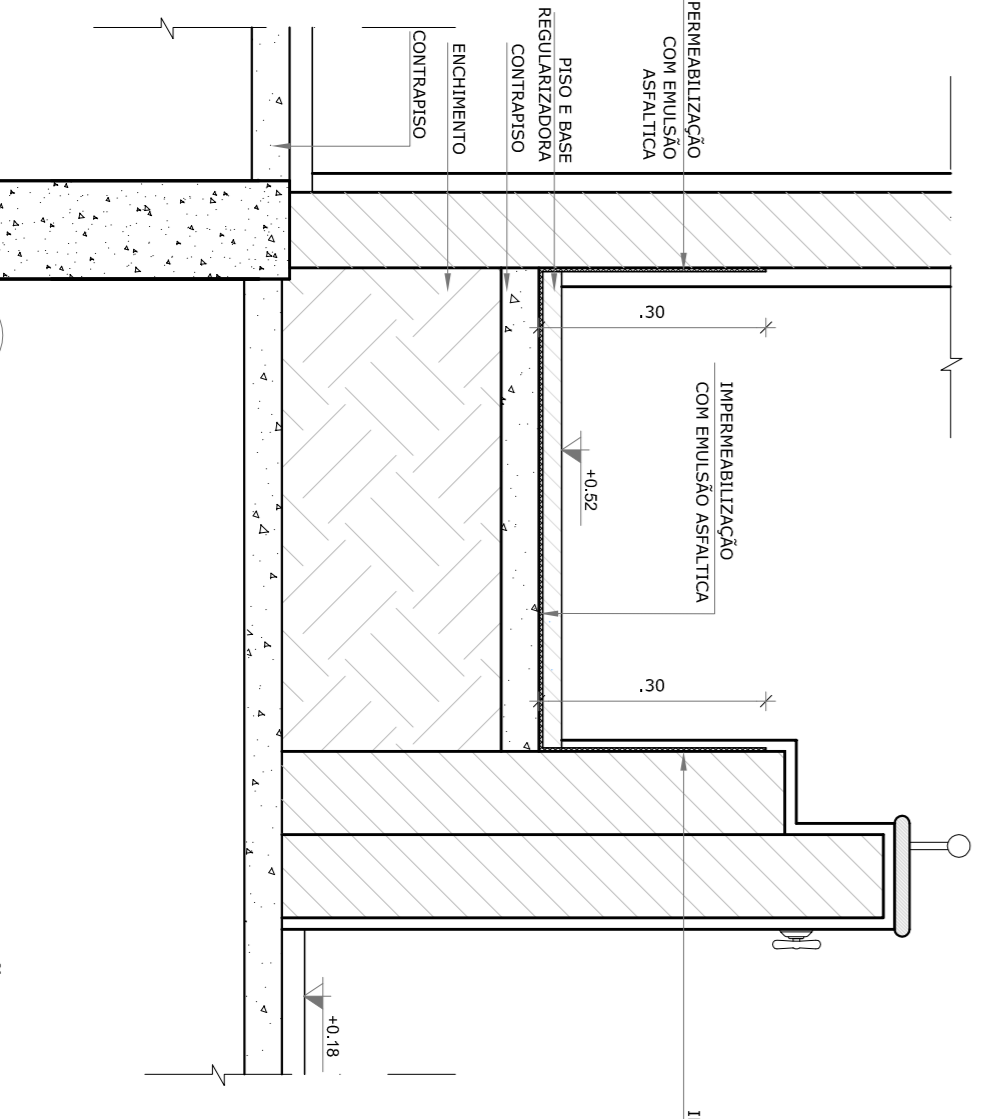 PERMEABILIZAÇÃO
COM EMULSÃO
ASFALTICA
PISO E BASE
REGULARIZADORA
CONTRAPISO
ENCHIMENTO
CONTRAPISO
.30
IMPERMEABILIZAÇÃO
COM EMULSÃO ASFALTICA
+0.52
.30
+0.18